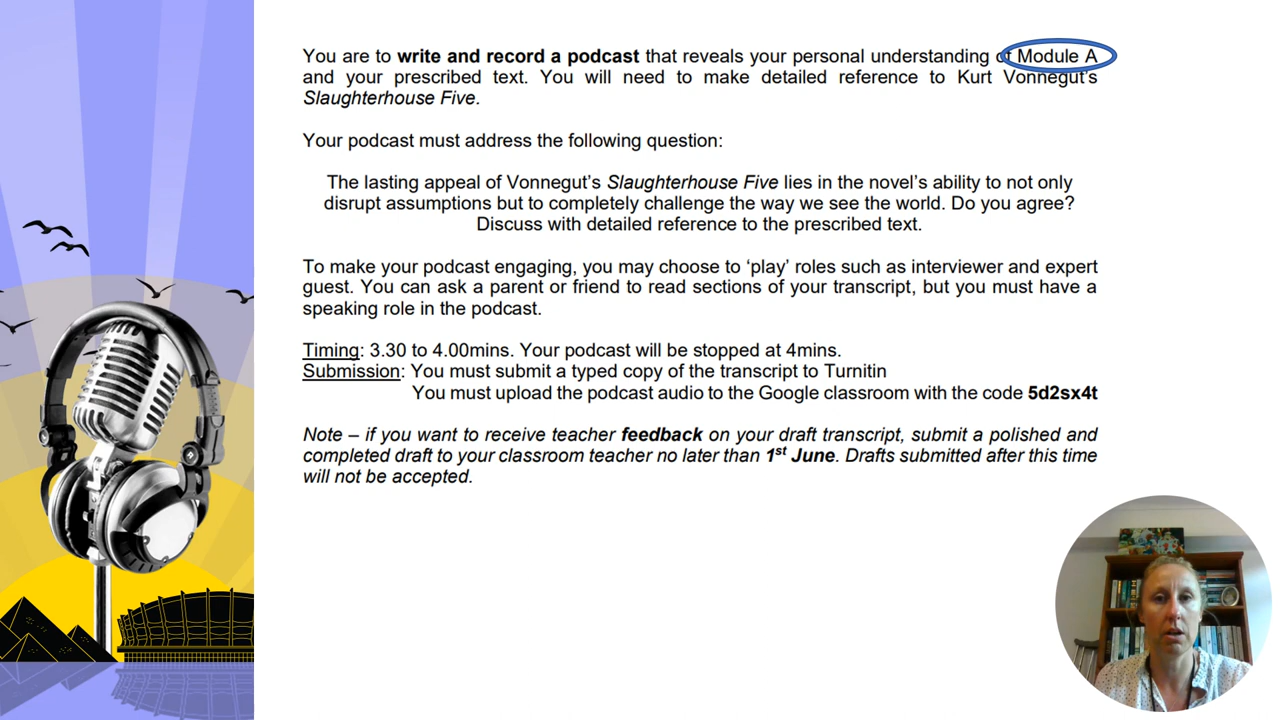 You are to write and record a podcast that reveals your personal understanding of Module A
and your prescribed text. You will need to make detailed reference to Kurt Vonnegut's
Slaughterhouse Five.
Your podcast must address the following question:
The lasting appeal of Vonnegut's Slaughterhouse Five lies in the novel's ability to not only
disrupt assumptions but to completely challenge the way we see the world. Do you agree?
Discuss with detailed reference to the prescribed text.
To make your podcast engaging, you may choose to 'play' roles such as interviewer and expert
guest. You can ask a parent or friend to read sections of your transcript, but you must have a
speaking role in the podcast.
Timing: 3.30 to 4.00mins. Your podcast will be stopped at 4mins.
Submission: You must submit a typed copy of the transcript to Turnitin
You must upload the podcast audio to the Google classroom with the code 5d2sx4t
Note – if you want to receive teacher feedback on your draft transcript, submit a polished and
completed draft to your classroom teacher no later than 1st June. Drafts submitted after this time
will not be accepted.